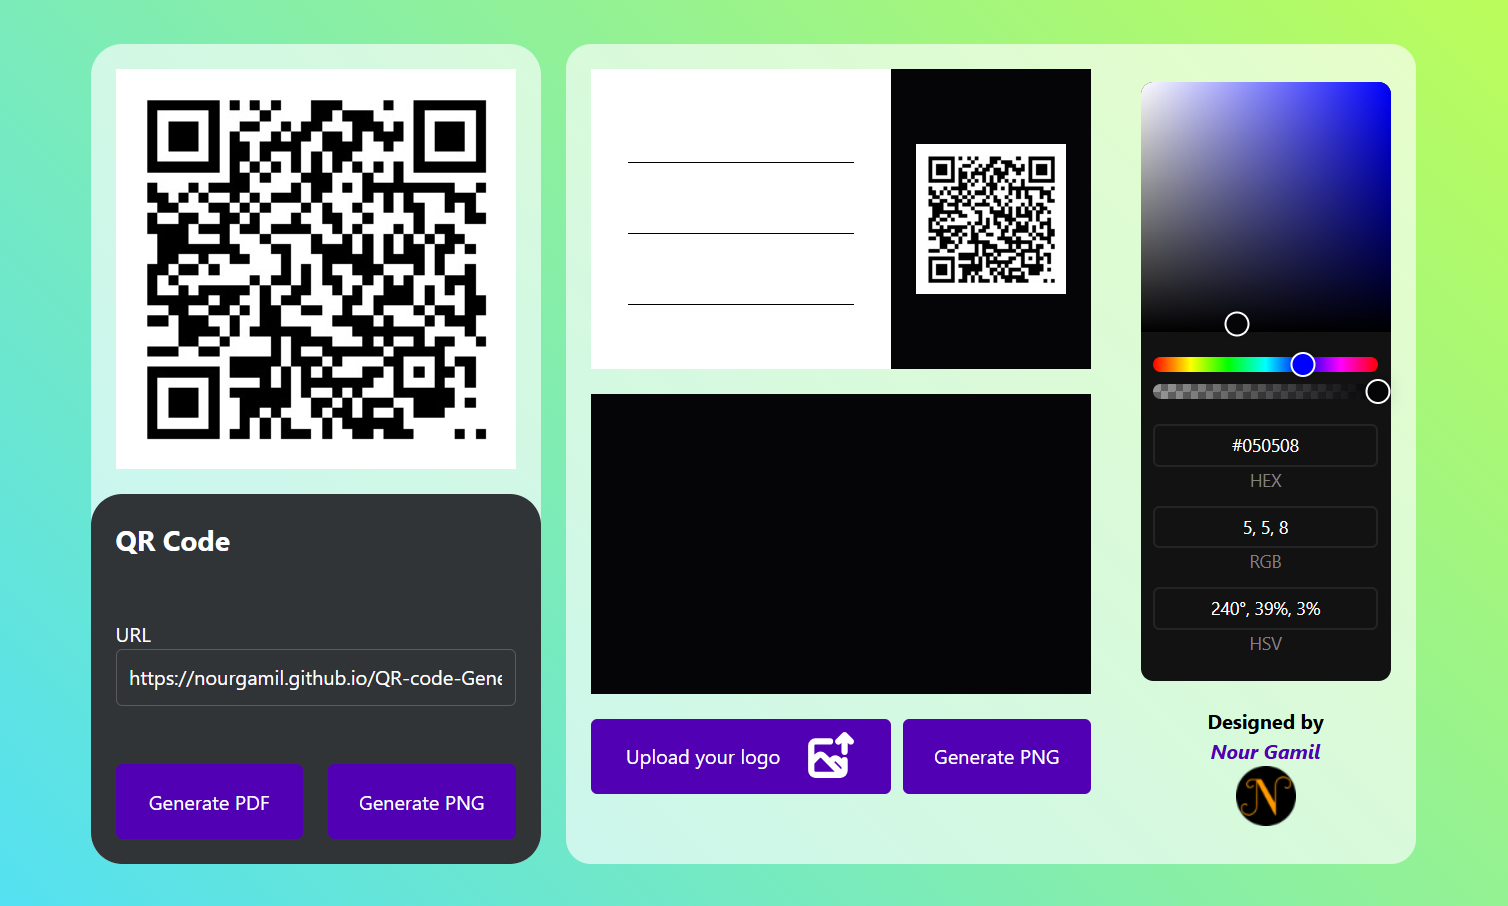 QR Code
URL
https://nourgamil.github.io/QR-code-Gene
Generate PDF
Generate PNG
Upload your logo
Generate PNG
#050508
HEX
5, 5, 8
RGB
240°, 39%, 3%
HSV
Designed by
Nour Gamil
N